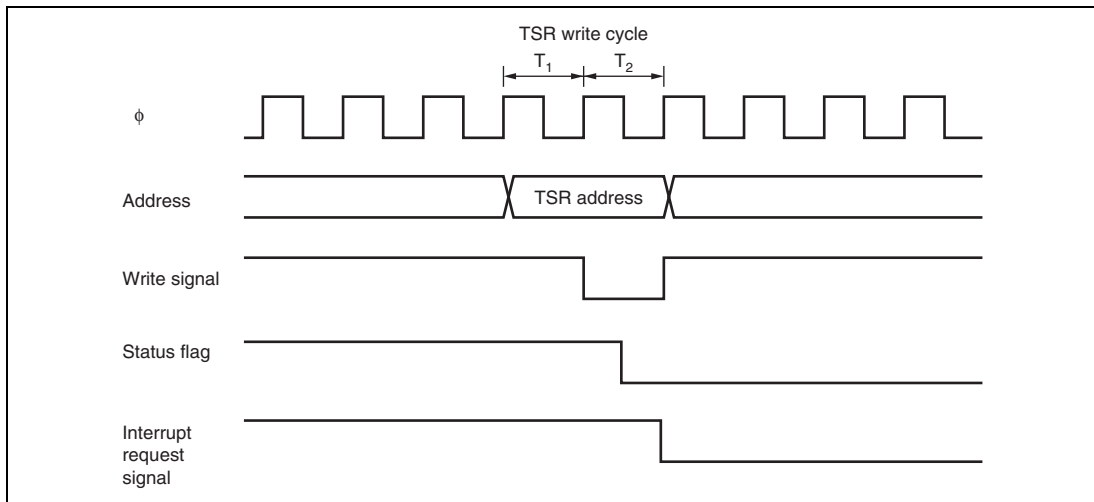 TSR write cycle
T1 T2
ϕ
Address
TSR address
Write signal
Status flag
Interrupt
request
signal